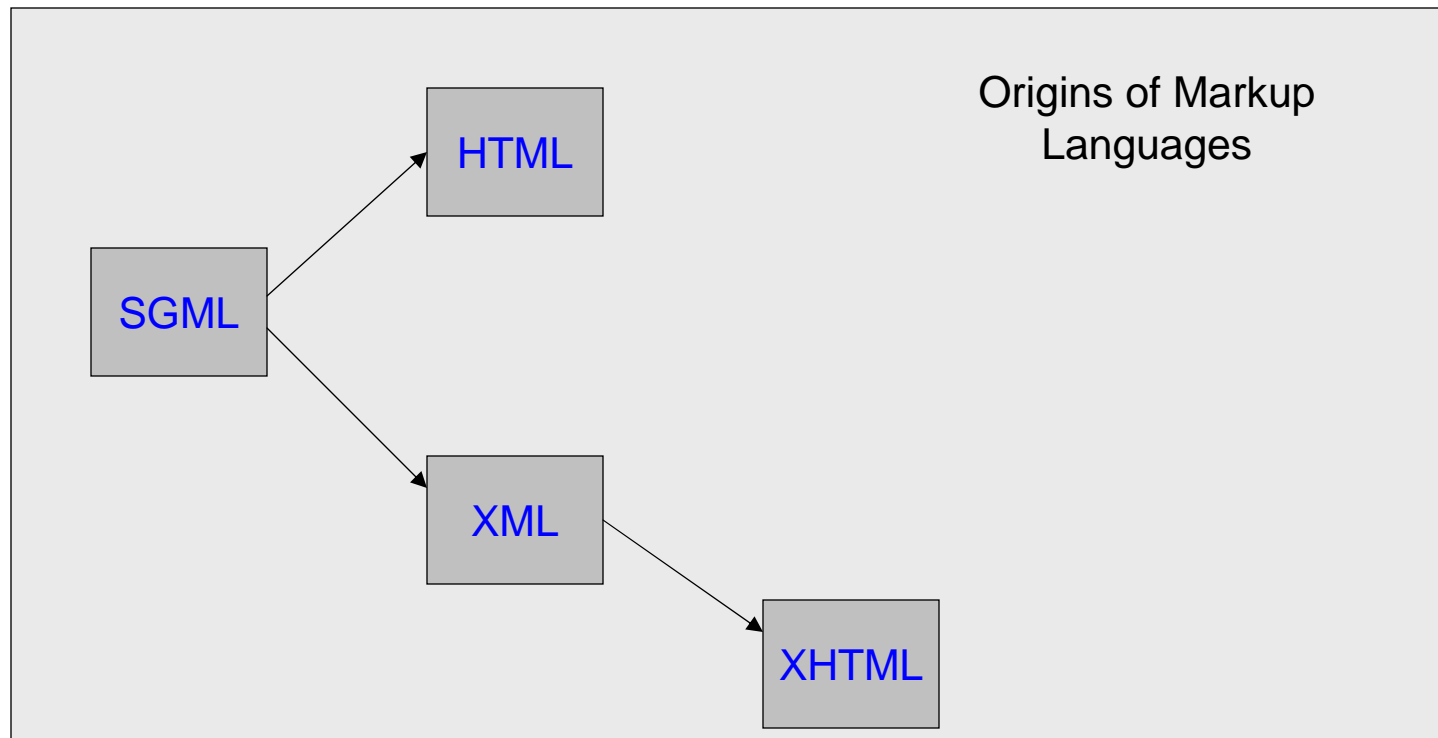 Origins of Markup
Languages
HTML
SGML
XML
XHTML